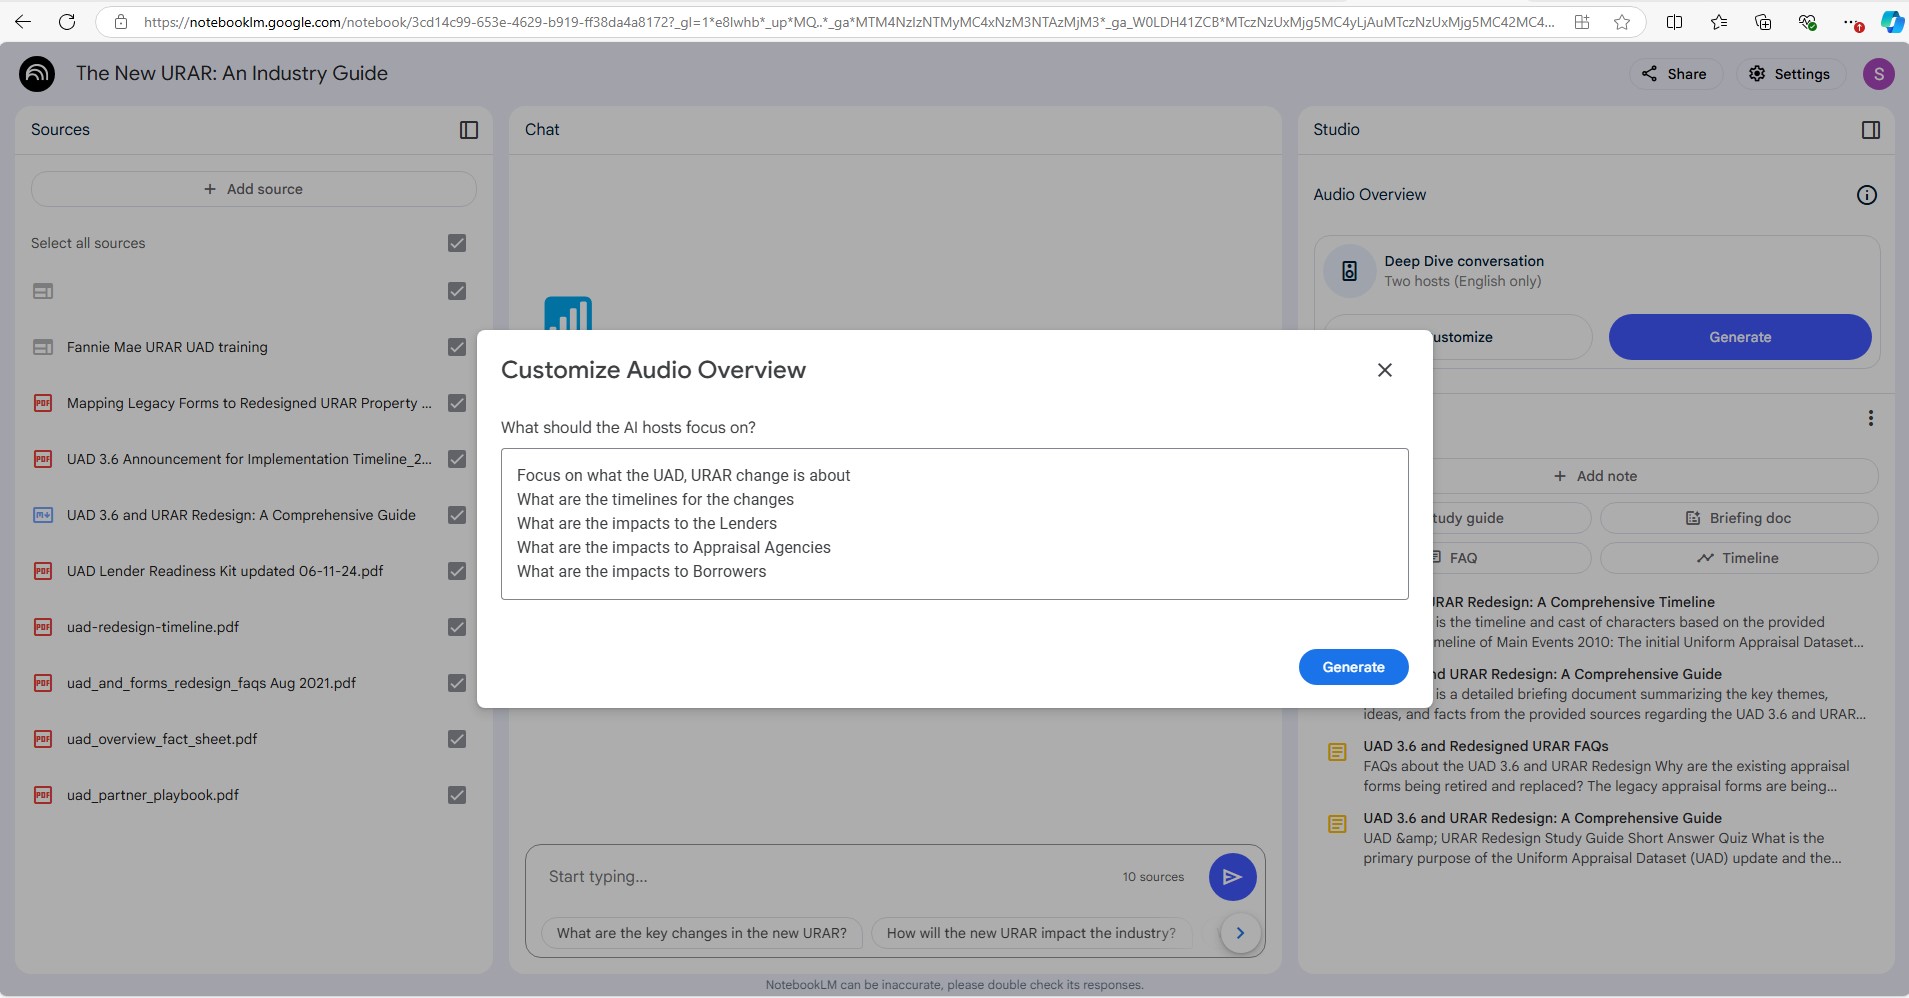 https://notebooklm.google.com/notebook/3cd14c99-653e-4629-b919-ff38da4a8172?_gl=1*e8lwhb*_up*MQ..*_ga*MTM4NzIzNTMyMC4xNzM3NTAzMjM3*_ga_W0LDH41ZCB*MTczNzUxMjg5MC4yLjAuMTczNzUxMjg5MC42MC4...
The New URAR: An Industry Guide
Share
Settings
S
Sources
Add source
Select all sources
Fannie Mae URAR UAD training
PDF Mapping Legacy Forms to Redesigned URAR Property ...
PDF UAD 3.6 Announcement for Implementation Timeline_2...
UAD 3.6 and URAR Redesign: A Comprehensive Guide
PDF UAD Lender Readiness Kit updated 06-11-24.pdf
PDF uad-redesign-timeline.pdf
PDF uad_and_forms_redesign_faqs Aug 2021.pdf
PDF uad_overview_fact_sheet.pdf
PDF uad_partner_playbook.pdf
Chat
Customize Audio Overview
What should the AI hosts focus on?
Focus on what the UAD, URAR change is about
What are the timelines for the changes
What are the impacts to the Lenders
What are the impacts to Appraisal Agencies
What are the impacts to Borrowers
Generate
Start typing...
10 sources
What are the key changes in the new URAR?
How will the new URAR impact the industry?
NotebookLM can be inaccurate, please double check its responses.
Studio
Audio Overview
Deep Dive conversation
Two hosts (English only)
ustomize
Generate
Add note
tudy guide
Briefing doc
FAQ
Timeline
URAR Redesign: A Comprehensive Timeline
is the timeline and cast of characters based on the provided
meline of Main Events 2010: The initial Uniform Appraisal Dataset...
nd URAR Redesign: A Comprehensive Guide
is a detailed briefing document summarizing the key themes,
ideas, and facts from the provided sources regarding the UAD 3.6 and URAR...
UAD 3.6 and Redesigned URAR FAQs
FAQs about the UAD 3.6 and URAR Redesign Why are the existing appraisal
forms being retired and replaced? The legacy appraisal forms are being...
UAD 3.6 and URAR Redesign: A Comprehensive Guide
UAD &amp; URAR Redesign Study Guide Short Answer Quiz What is the
primary purpose of the Uniform Appraisal Dataset (UAD) update and the...